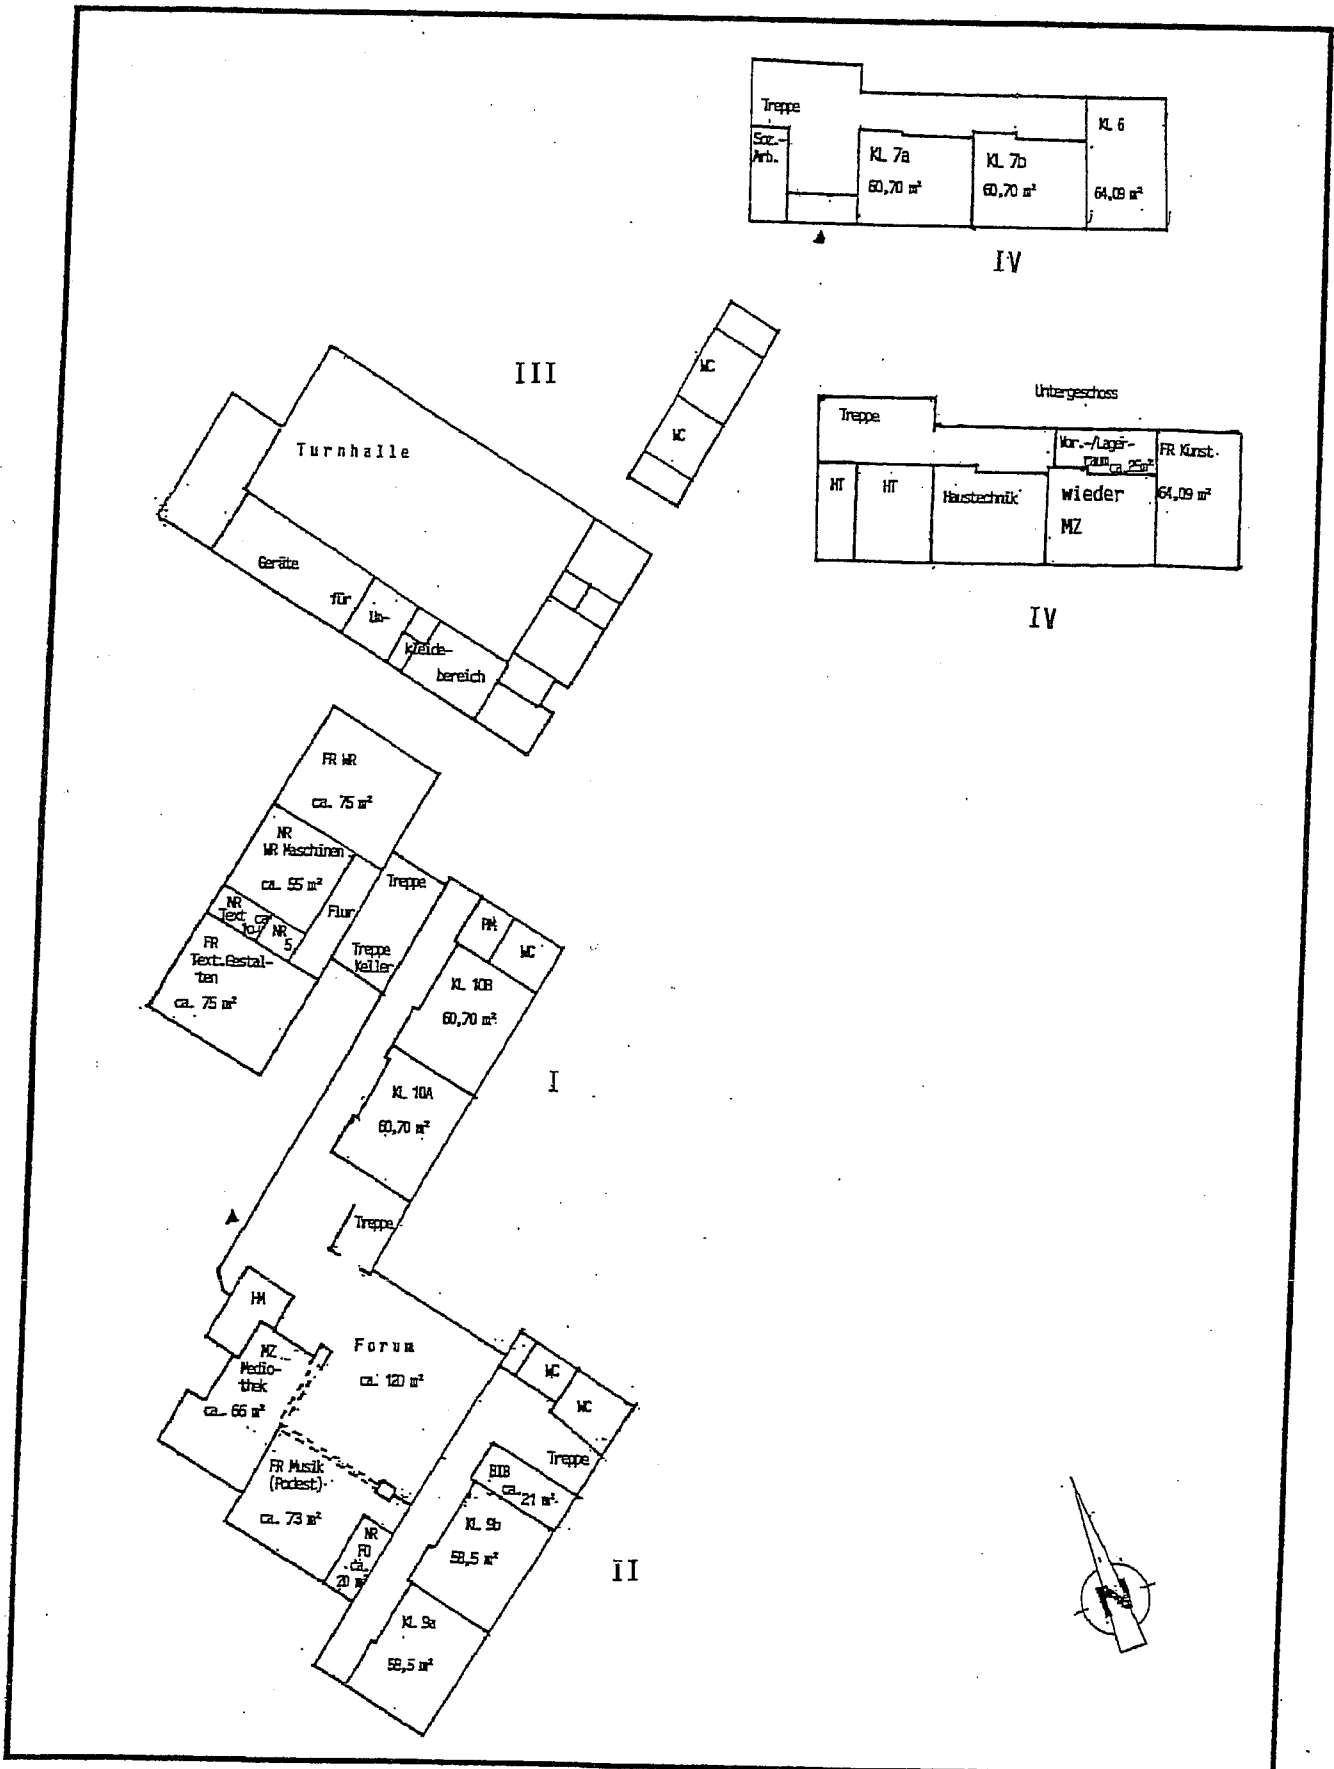 Treppe
KL 6
Soz.-
Arb.
KL 7a
60,70 m²
KL 7b
60,70 m²
64,09 m²
IV
III
WC
WC
Turnhalle
Geräte
für
Um-
kleide-
bereich
Untergeschoss
Treppe
Vor.-/Lager-
raum
ca. 25m²
FR Kunst.
HT
HT
Haustechnik
wieder
MZ
64,09 m²
IV
FR WR
ca. 75 m²
NR
WR Maschinen
ca. 55 m²
NR
Text ca
10
NR
5
Flur
Treppe
Treppe
Keller
FR
Text.Gestal-
ten
ca. 75 m²
RM
WC
KL 10B
60,70 m²
KL 10A
60,70 m²
I
Treppe
HM
MZ
Medio-
thek
ca. 66 m²
Forum
ca. 120 m²
WC
WC
Treppe
FR Musik
(Podest)
ca. 73 m²
NR
FO
ca.
20 m²
BIB
ca.
21 m²
KL 9b
58,5 m²
KL 9a
58,5 m²
II
N